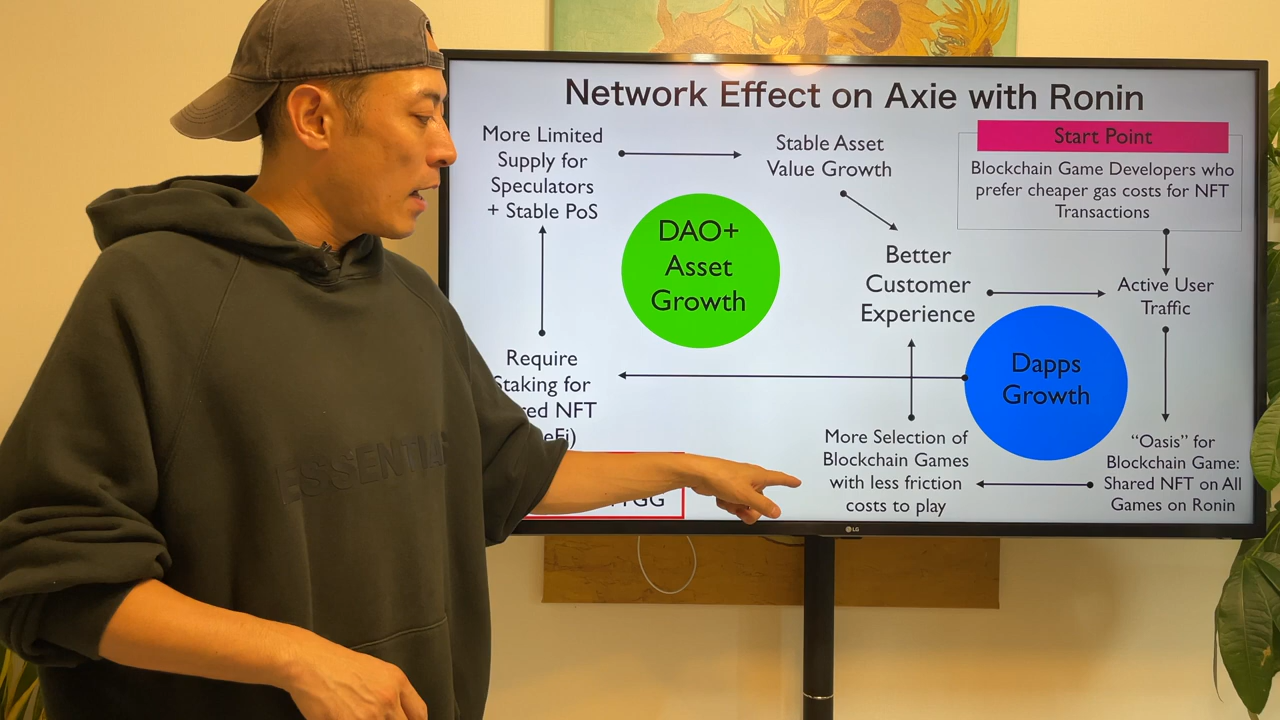 Network Effect on Axie with Ronin
More Limited
Supply for
Speculators
+ Stable PoS
Stable Asset
Value Growth
Start Point
Blockchain Game Developers who
prefer cheaper gas costs for NFT
Transactions
DAO+
Asset
Growth
Better
Customer
Experience
Active User
Traffic
Require
Staking for
NFT
Dapps
Growth
More Selection of
Blockchain Games
with less friction
costs to play
“Oasis” for
Blockchain Game:
Shared NFT on All
Games on Ronin
GG
LG